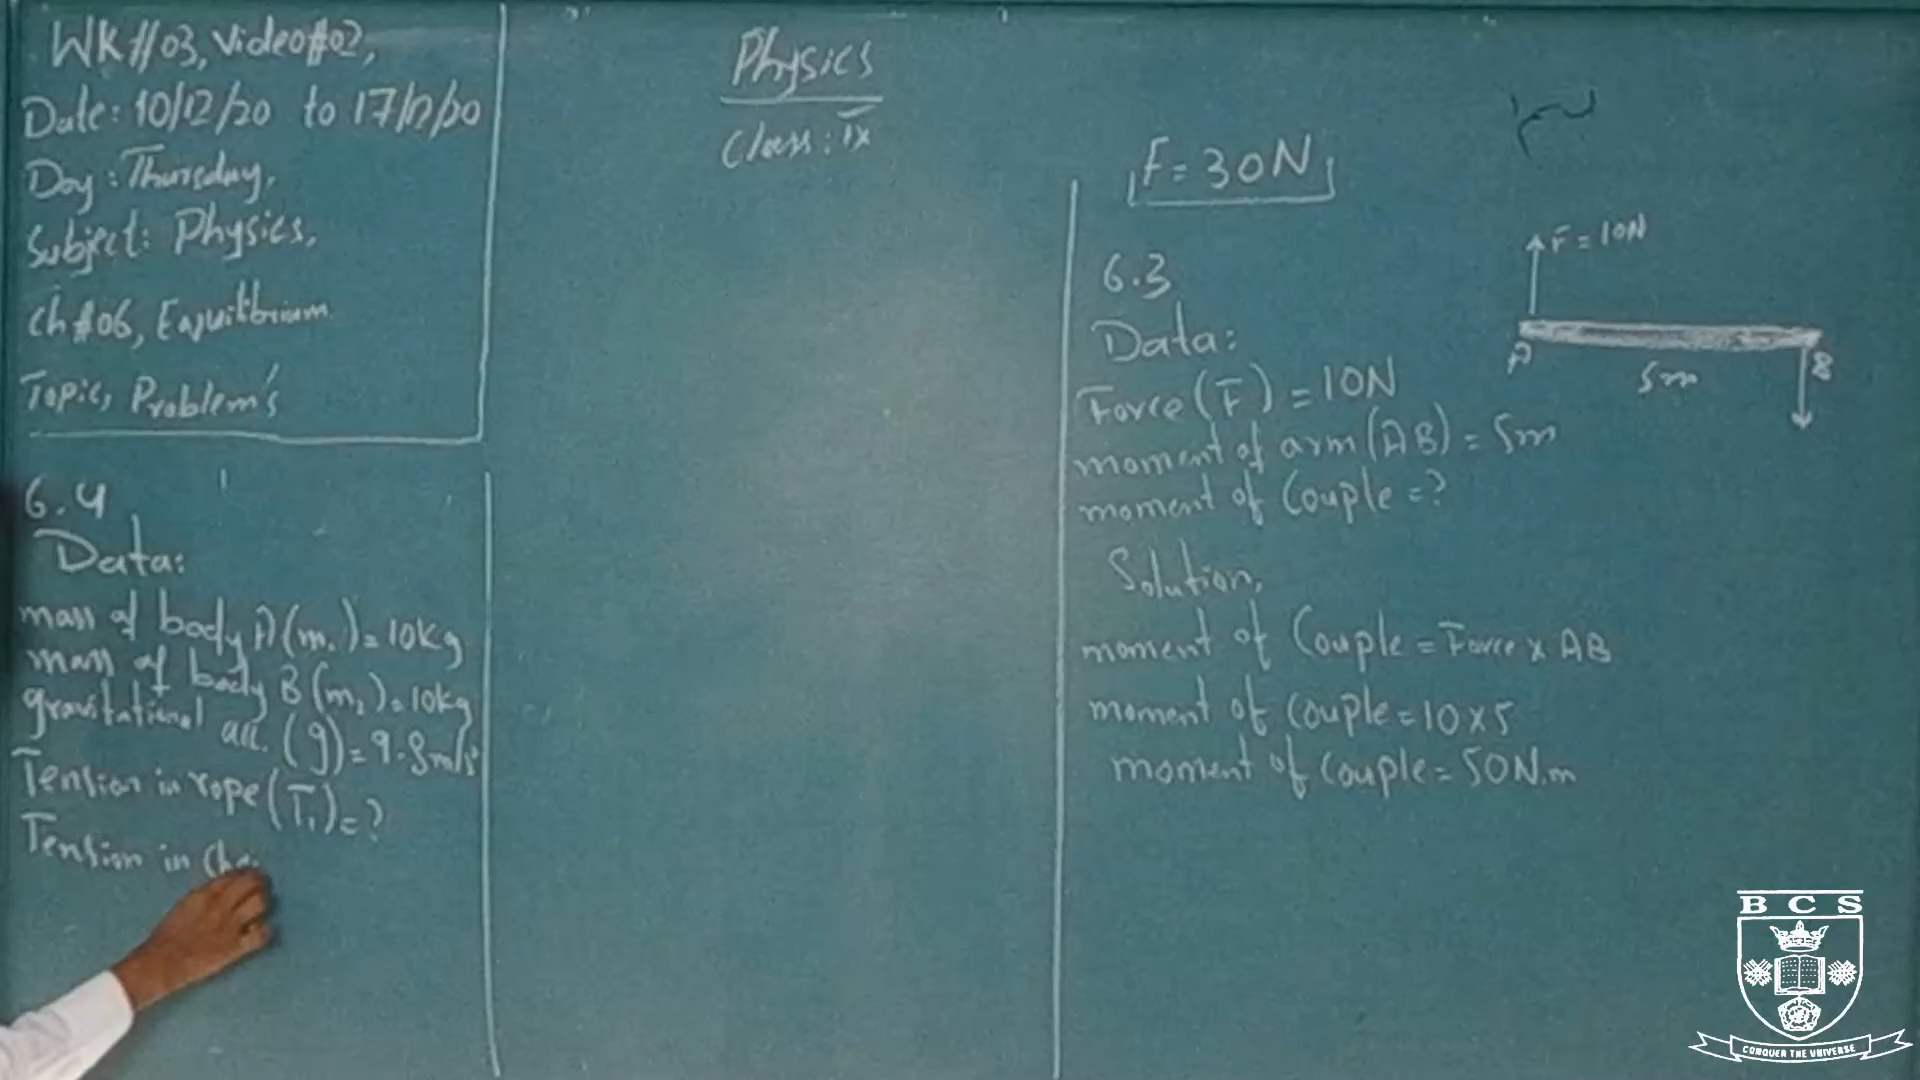 WK#03, Video#02,
Date: 10/12/20 to 17/12/20
Day: Thursday,
Subject: Physics,
Ch#06, Equilibrium.
Topic, Problem's
6.4
Data:
mass of body A(m₁)=10kg
mass of body B(m₂)=10kg
gravitational acc. (g)=9.8m/s²
Tension in rope(T₁)=?
Tension in Cha
Physics
Class: IX
F=30N
6.3
Data:
Force(F)=10N
moment of arm(AB)=5m
moment of Couple=?
Solution,
moment of Couple=Force x AB
moment of Couple=10x5
moment of Couple=50N.m
F=10N
A
B
5m
BCS
CONQUER THE UNIVERSE